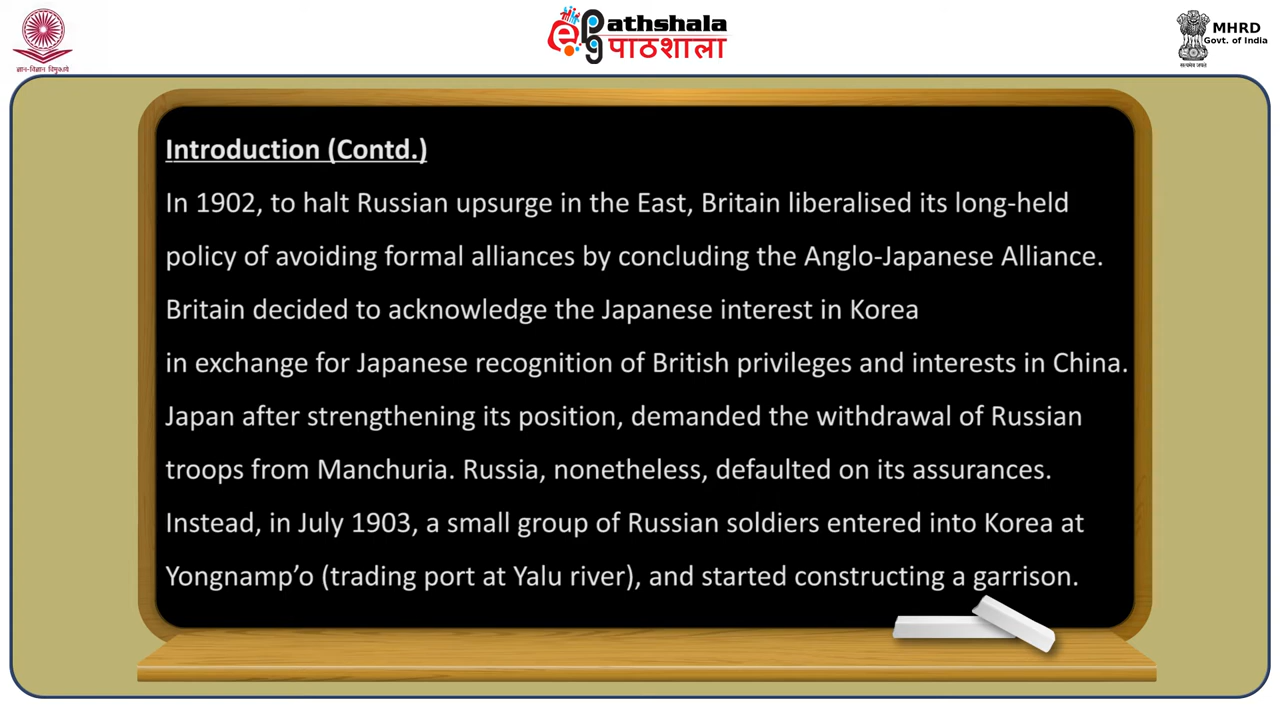 ज्ञान-विज्ञान विमुक्तये
ePathshala
पाठशाला
MHRD
Govt. of India
सत्यमेव जयते
Introduction (Contd.)
In 1902, to halt Russian upsurge in the East, Britain liberalised its long-held
policy of avoiding formal alliances by concluding the Anglo-Japanese Alliance.
Britain decided to acknowledge the Japanese interest in Korea
in exchange for Japanese recognition of British privileges and interests in China.
Japan after strengthening its position, demanded the withdrawal of Russian
troops from Manchuria. Russia, nonetheless, defaulted on its assurances.
Instead, in July 1903, a small group of Russian soldiers entered into Korea at
Yongnamp’o (trading port at Yalu river), and started constructing a garrison.